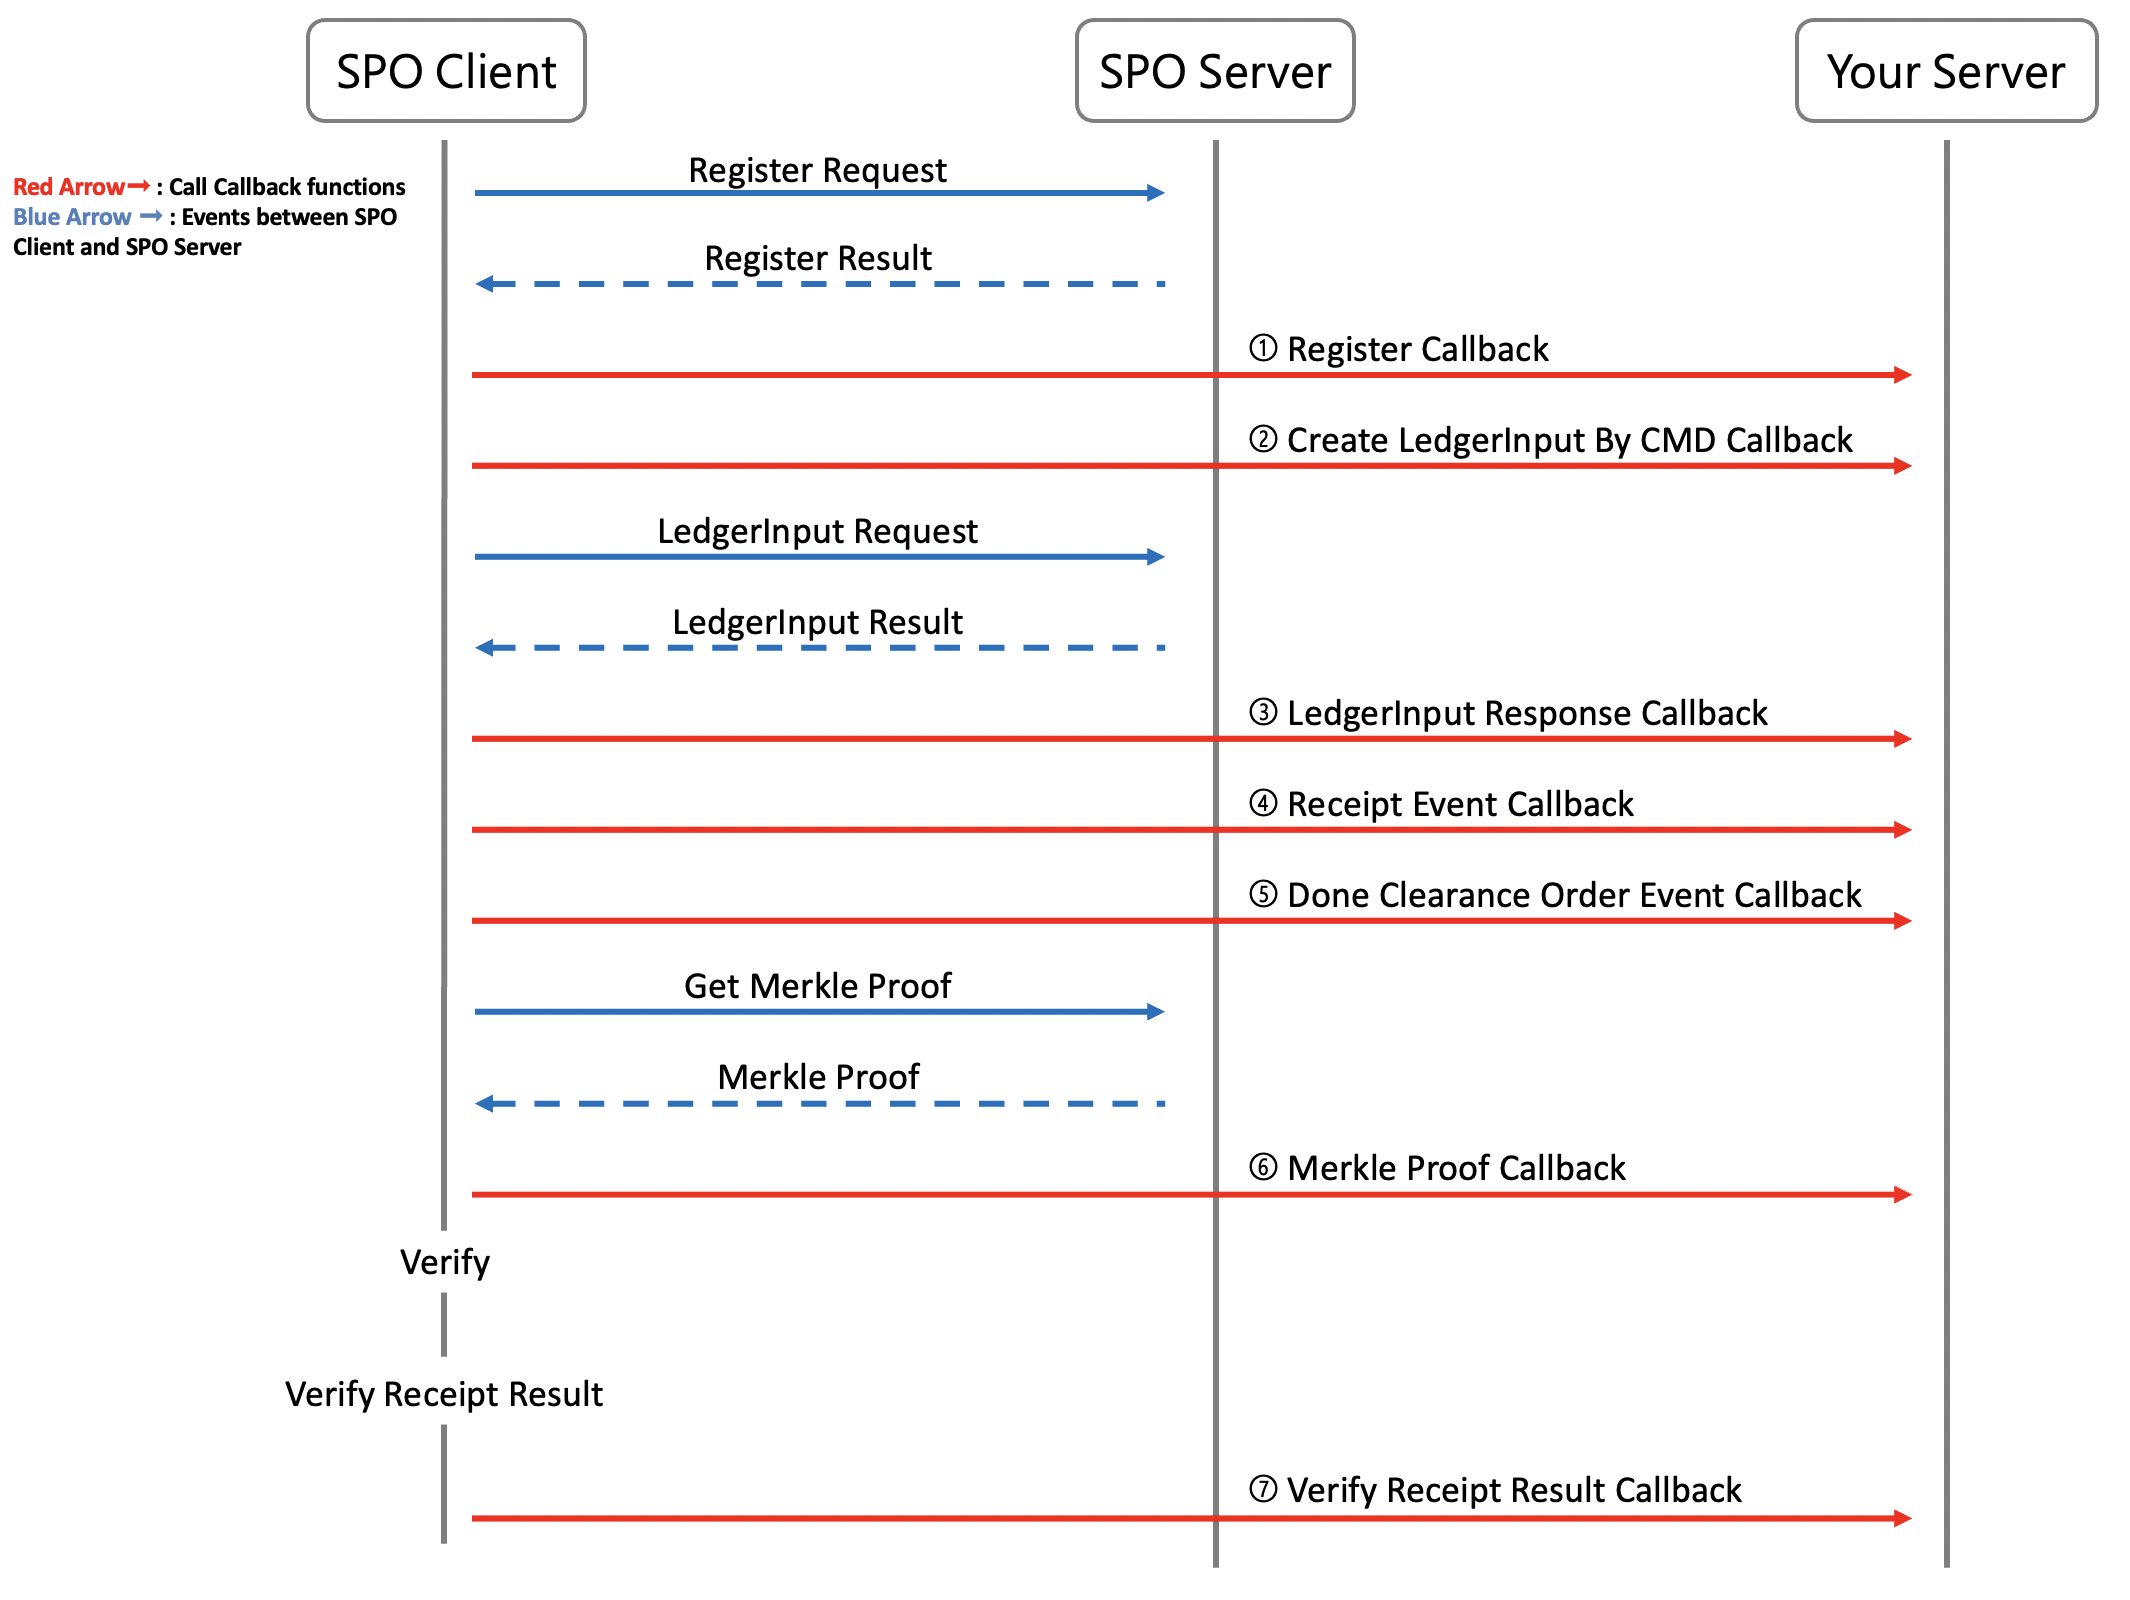 SPO Client
SPO Server
Your Server
Red Arrow→ : Call Callback functions
Blue Arrow → : Events between SPO
Client and SPO Server
Register Request
Register Result
① Register Callback
② Create LedgerInput By CMD Callback
LedgerInput Request
LedgerInput Result
③ LedgerInput Response Callback
④ Receipt Event Callback
⑤ Done Clearance Order Event Callback
Get Merkle Proof
Merkle Proof
⑥ Merkle Proof Callback
Verify
Verify Receipt Result
⑦ Verify Receipt Result Callback